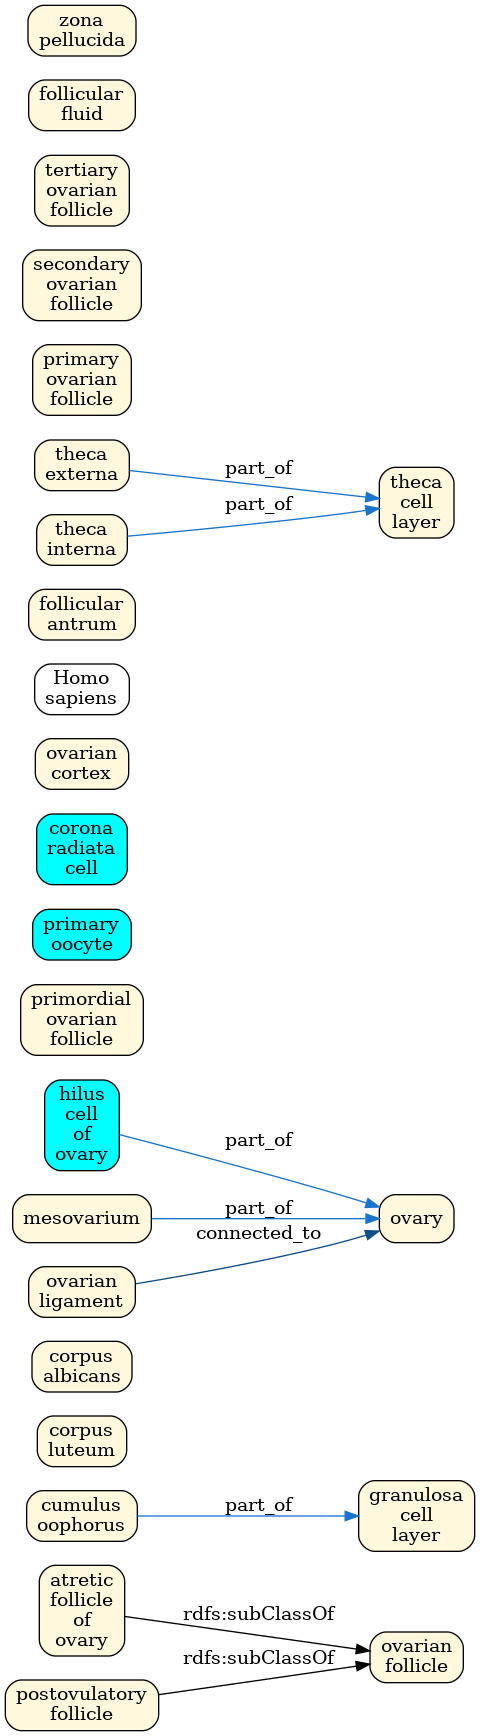 zona
pellucida
follicular
fluid
tertiary
ovarian
follicle
secondary
ovarian
follicle
primary
ovarian
follicle
theca
externa
part_of
theca
cell
layer
part_of
theca
interna
follicular
antrum
Homo
sapiens
ovarian
cortex
corona
radiata
cell
primary
oocyte
primordial
ovarian
follicle
hilus
cell
of
ovary
part_of
mesovarium
part_of
ovary
connected_to
ovarian
ligament
corpus
albicans
corpus
luteum
cumulus
oophorus
part_of
granulosa
cell
layer
atretic
follicle
of
ovary
rdfs:subClassOf
ovarian
follicle
rdfs:subClassOf
postovulatory
follicle